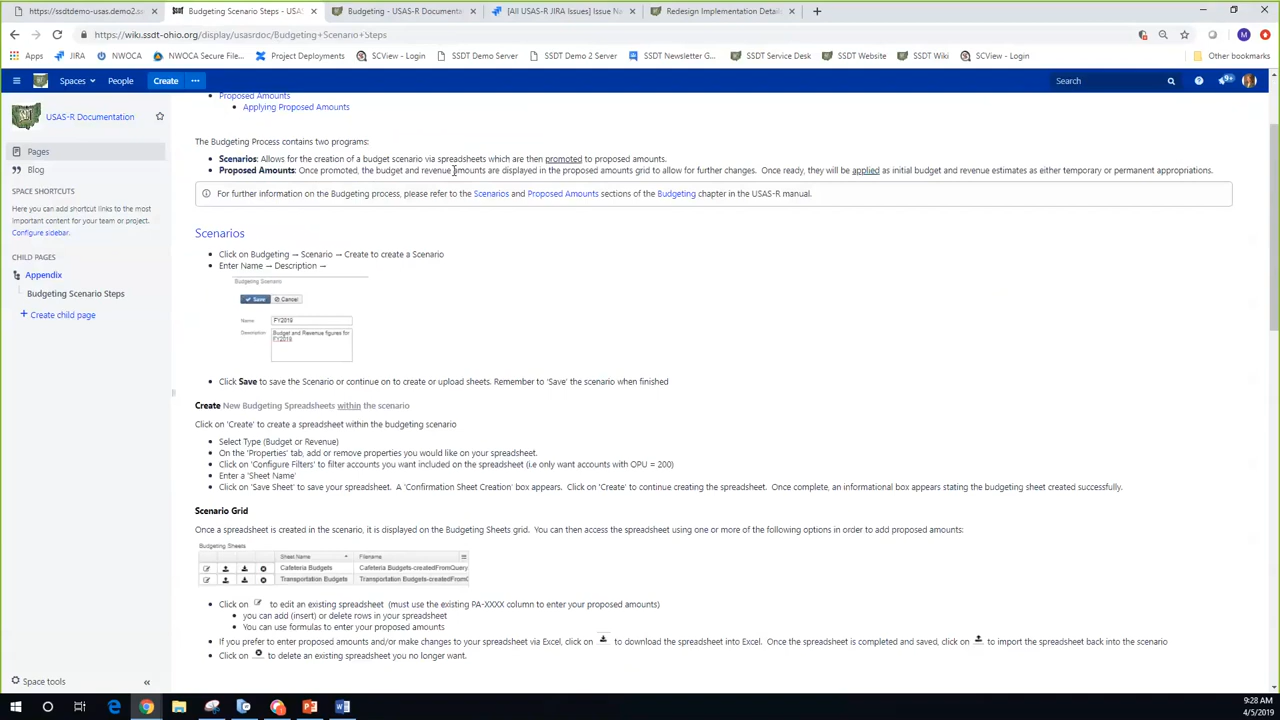 https://ssdtdemo-usas.demo2.ss
Budgeting Scenario Steps - USAS
Budgeting - USAS-R Documentation
[All USAS-R JIRA Issues] Issue Na
Redesign Implementation Details
https://wiki.ssdt-ohio.org/display/usasrdoc/Budgeting+Scenario+Steps
Apps JIRA NWOCA NWOCA Secure File... Project Deployments SCView - Login SSDT Demo Server SSDT Demo 2 Server SSDT Newsletter G... SSDT Service Desk SSDT Website SSDT Wiki SCView - Login Other bookmarks
Spaces People Create ... Search 9+
USAS-R Documentation
Pages
Blog
SPACE SHORTCUTS
Here you can add shortcuts to the most
important content for your team or project.
Configure sidebar.
CHILD PAGES
Appendix
Budgeting Scenario Steps
+ Create child page
Space tools
Proposed Amounts
Applying Proposed Amounts
The Budgeting Process contains two programs:
Scenarios: Allows for the creation of a budget scenario via spreadsheets which are then promoted to proposed amounts.
Proposed Amounts: Once promoted, the budget and revenue amounts are displayed in the proposed amounts grid to allow for further changes. Once ready, they will be applied as initial budget and revenue estimates as either temporary or permanent appropriations.
For further information on the Budgeting process, please refer to the Scenarios and Proposed Amounts sections of the Budgeting chapter in the USAS-R manual.
Scenarios
Click on Budgeting → Scenario → Create to create a Scenario
Enter Name → Description →
Budgeting Scenario
Save Cancel
Name FY2018
Description Budget and Revenue figures for
FY2018
Click Save to save the Scenario or continue on to create or upload sheets. Remember to 'Save' the scenario when finished
Create New Budgeting Spreadsheets within the scenario
Click on 'Create' to create a spreadsheet within the budgeting scenario
Select Type (Budget or Revenue)
On the 'Properties' tab, add or remove properties you would like on your spreadsheet.
Click on 'Configure Filters' to filter accounts you want included on the spreadsheet (i.e only want accounts with OPU = 200)
Enter a 'Sheet Name'
Click on 'Save Sheet' to save your spreadsheet. A 'Confirmation Sheet Creation' box appears. Click on 'Create' to continue creating the spreadsheet. Once complete, an informational box appears stating the budgeting sheet created successfully.
Scenario Grid
Once a spreadsheet is created in the scenario, it is displayed on the Budgeting Sheets grid. You can then access the spreadsheet using one or more of the following options in order to add proposed amounts:
Budgeting Sheets
Sheet Name Filename
Cafeteria Budgets Cafeteria Budgets-createdFromQuery
Transportation Budgets Transportation Budgets-createdFromQ
Click on to edit an existing spreadsheet (must use the existing PA-XXXX column to enter your proposed amounts)
you can add (insert) or delete rows in your spreadsheet
You can use formulas to enter your proposed amounts
If you prefer to enter proposed amounts and/or make changes to your spreadsheet via Excel, click on to download the spreadsheet into Excel. Once the spreadsheet is completed and saved, click on to import the spreadsheet back into the scenario
Click on to delete an existing spreadsheet you no longer want.
9:28 AM
4/5/2019